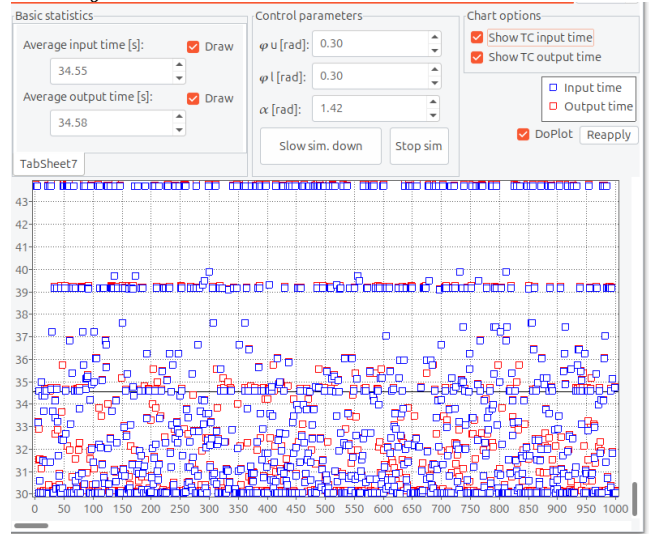 Basic statistics
Average input time [s]:
Draw
34.55
Average output time [s]:
Draw
34.58
TabSheet7
Control parameters
φ u [rad]: 0.30
φ l [rad]: 0.30
α [rad]: 1.42
Slow sim. down
Stop sim
Chart options
Show TC input time
Show TC output time
Input time
Output time
DoPlot
Reapply
43
42
41
40
39
38
37
36
35
34
33
32
31
30
0 50 100 150 200 250 300 350 400 450 500 550 600 650 700 750 800 850 900 950 1000